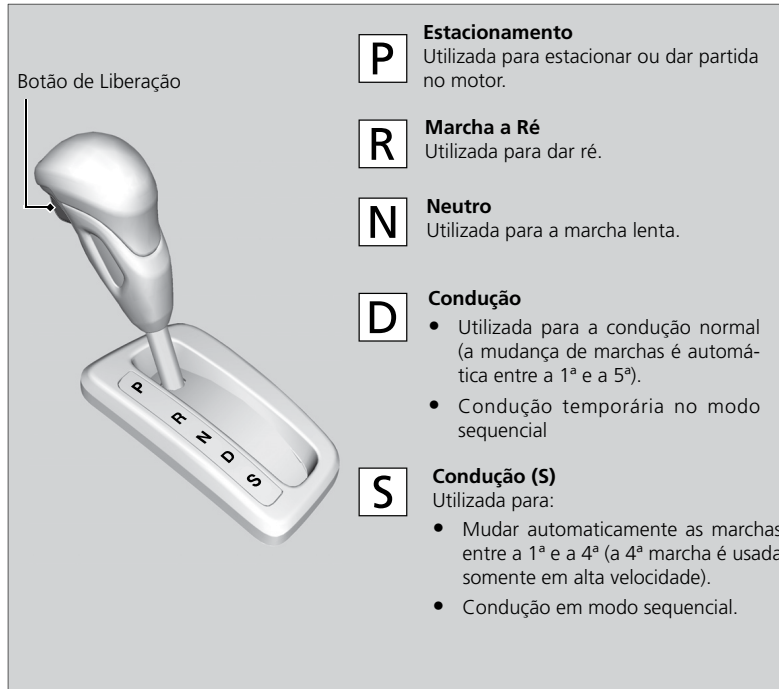 Botão de Liberação
P
R
N
D
S
P
Estacionamento
Utilizada para estacionar ou dar partida
no motor.
R
Marcha a Ré
Utilizada para dar ré.
N
Neutro
Utilizada para a marcha lenta.
D
Condução
• Utilizada para a condução normal
(a mudança de marchas é automá-
tica entre a 1ª e a 5ª).
• Condução temporária no modo
sequencial
S
Condução (S)
Utilizada para:
• Mudar automaticamente as marchas
entre a 1ª e a 4ª (a 4ª marcha é usada
somente em alta velocidade).
• Condução em modo sequencial.